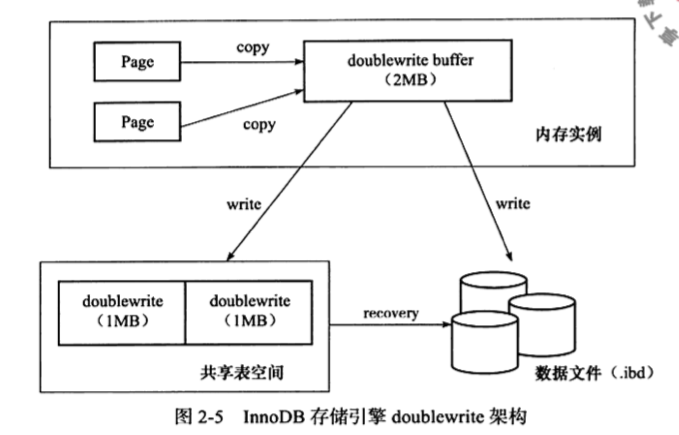 copy
Page
doublewrite buffer
（2MB）
Page
copy
内存实例
write
write
doublewrite
（1MB）
doublewrite
（1MB）
recovery
共享表空间
数据文件（.ibd）
图 2-5 InnoDB 存储引擎 doublewrite 架构